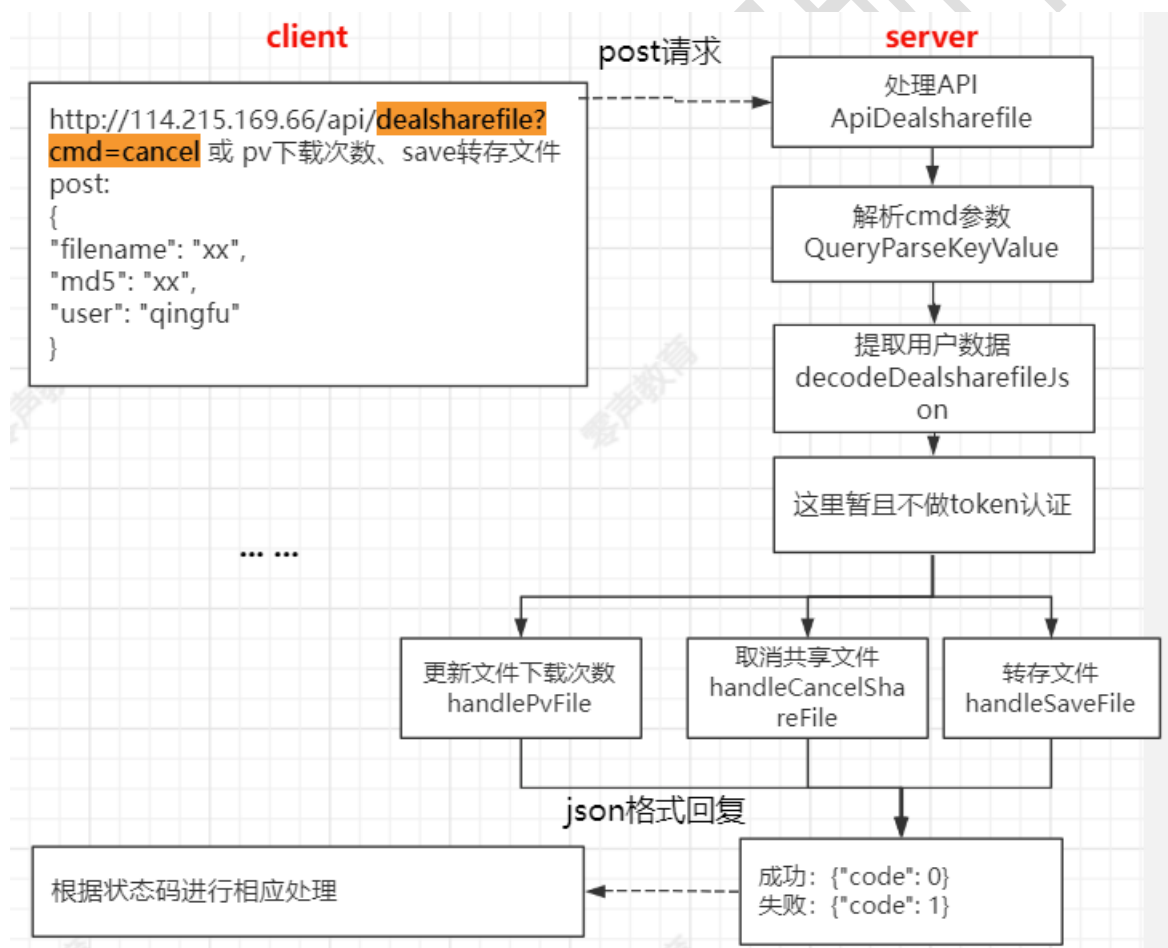 client
post请求
server
http://114.215.169.66/api/dealsharefile?
cmd=cancel 或 pv下载次数、save转存文件
post:
{
"filename": "xx",
"md5": "xx",
"user": "qingfu"
}
处理API
ApiDealsharefile
解析cmd参数
QueryParseKeyValue
提取用户数据
decodeDealsharefileJs
on
这里暂且不做token认证
... ...
更新文件下载次数
handlePvFile
取消共享文件
handleCancelSha
reFile
转存文件
handleSaveFile
json格式回复
根据状态码进行相应处理
成功：{"code": 0}
失败：{"code": 1}
零声教育